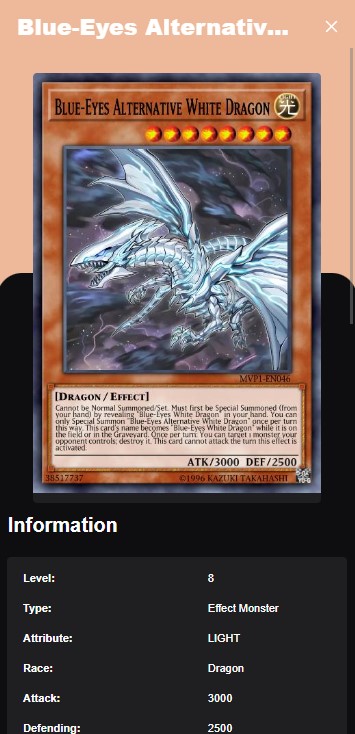 Blue-Eyes Alternativ...
BLUE-EYES ALTERNATIVE WHITE DRAGON
LIGHT
光
MVP1-EN046
[DRAGON / EFFECT]
Cannot be Normal Summoned/Set. Must first be Special Summoned (from
your hand) by revealing "Blue-Eyes White Dragon" in your hand. You can
only Special Summon "Blue-Eyes Alternative White Dragon" once per turn
this way. This card's name becomes "Blue-Eyes White Dragon" while it is on
the field or in the Graveyard. Once per turn: You can target 1 monster your
opponent controls; destroy it. This card cannot attack the turn this effect is
activated.
ATK/3000 DEF/2500
38517737
©1996 KAZUKI TAKAHASHI
Information
Level: 8
Type: Effect Monster
Attribute: LIGHT
Race: Dragon
Attack: 3000
Defending: 2500